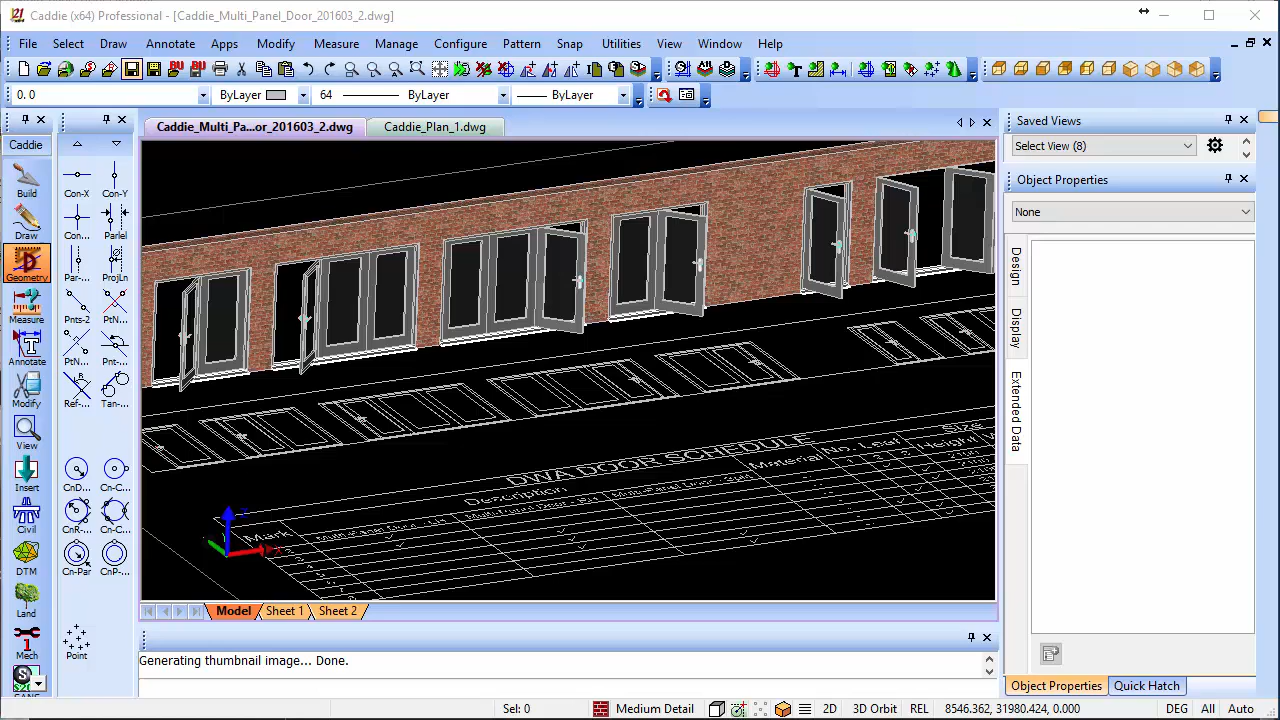 Caddie (x64) Professional - [Caddie_Multi_Panel_Door_201603_2.dwg]
File Select Draw Annotate Apps Modify Measure Manage Configure Pattern Snap Utilities View Window Help
0. 0 ByLayer 64 ByLayer ByLayer
Caddie
Caddie_Multi_Pa...or_201603_2.dwg Caddie_Plan_1.dwg
Saved Views
Select View (8)
Object Properties
None
Design
Display
Extended Data
Build
Draw
Geometry
Measure
Annotate
Modify
View
Insert
Civil
DTM
Land
Mech
Con-X Con-Y
Con... Parlel
Par-... ProjLn
Pnts-2 PtN...
PtN... Pnt-...
Ref-... Tan-...
CnD... Cn-C...
CnR... Cn-C...
Cn-Par CnP-...
Point
DWA DOOR SCHEDULE
Mark Description Material No. Leaf Size
Height
Model Sheet 1 Sheet 2
Generating thumbnail image... Done.
Object Properties Quick Hatch
Sel: 0 Medium Detail 2D 3D Orbit REL 8546.362, 31980.424, 0.000 DEG All Auto